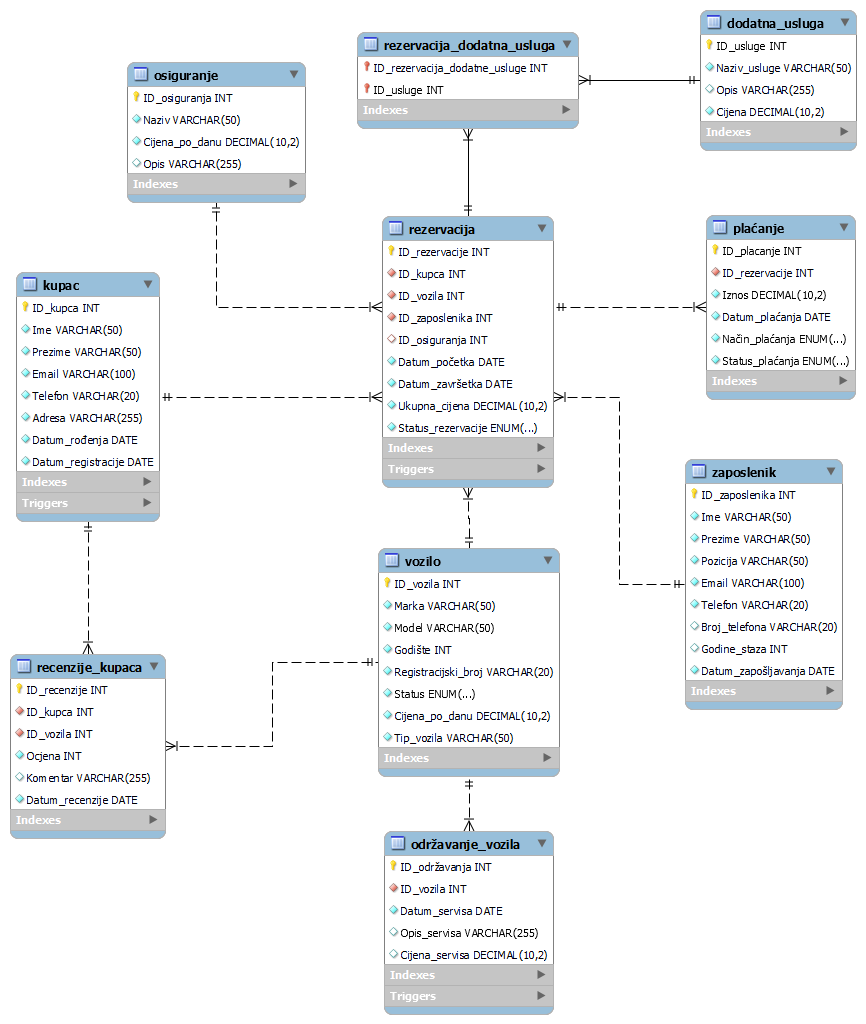 dodatna_usluga
ID_usluge INT
Naziv_usluge VARCHAR(50)
Opis VARCHAR(255)
Cijena DECIMAL(10,2)
Indexes
rezervacija_dodatna_usluga
ID_rezervacija_dodatne_usluge INT
ID_usluge INT
Indexes
osiguranje
ID_osiguranja INT
Naziv VARCHAR(50)
Cijena_po_danu DECIMAL(10,2)
Opis VARCHAR(255)
Indexes
rezervacija
ID_rezervacije INT
ID_kupca INT
ID_vozila INT
ID_zaposlenika INT
ID_osiguranja INT
Datum_početka DATE
Datum_završetka DATE
Ukupna_cijena DECIMAL(10,2)
Status_rezervacije ENUM(...)
Indexes
Triggers
plaćanje
ID_placanje INT
ID_rezervacije INT
Iznos DECIMAL(10,2)
Datum_plaćanja DATE
Način_plaćanja ENUM(...)
Status_plaćanja ENUM(...)
Indexes
kupac
ID_kupca INT
Ime VARCHAR(50)
Prezime VARCHAR(50)
Email VARCHAR(100)
Telefon VARCHAR(20)
Adresa VARCHAR(255)
Datum_rođenja DATE
Datum_registracije DATE
Indexes
Triggers
zaposlenik
ID_zaposlenika INT
Ime VARCHAR(50)
Prezime VARCHAR(50)
Pozicija VARCHAR(50)
Email VARCHAR(100)
Telefon VARCHAR(20)
Broj_telefona VARCHAR(20)
Godine_staza INT
Datum_zapošljavanja DATE
Indexes
vozilo
ID_vozila INT
Marka VARCHAR(50)
Model VARCHAR(50)
Godište INT
Registracijski_broj VARCHAR(20)
Status ENUM(...)
Cijena_po_danu DECIMAL(10,2)
Tip_vozila VARCHAR(50)
Indexes
recenzije_kupaca
ID_recenzije INT
ID_kupca INT
ID_vozila INT
Ocjena INT
Komentar VARCHAR(255)
Datum_recenzije DATE
Indexes
održavanje_vozila
ID_održavanja INT
ID_vozila INT
Datum_servisa DATE
Opis_servisa VARCHAR(255)
Cijena_servisa DECIMAL(10,2)
Indexes
Triggers